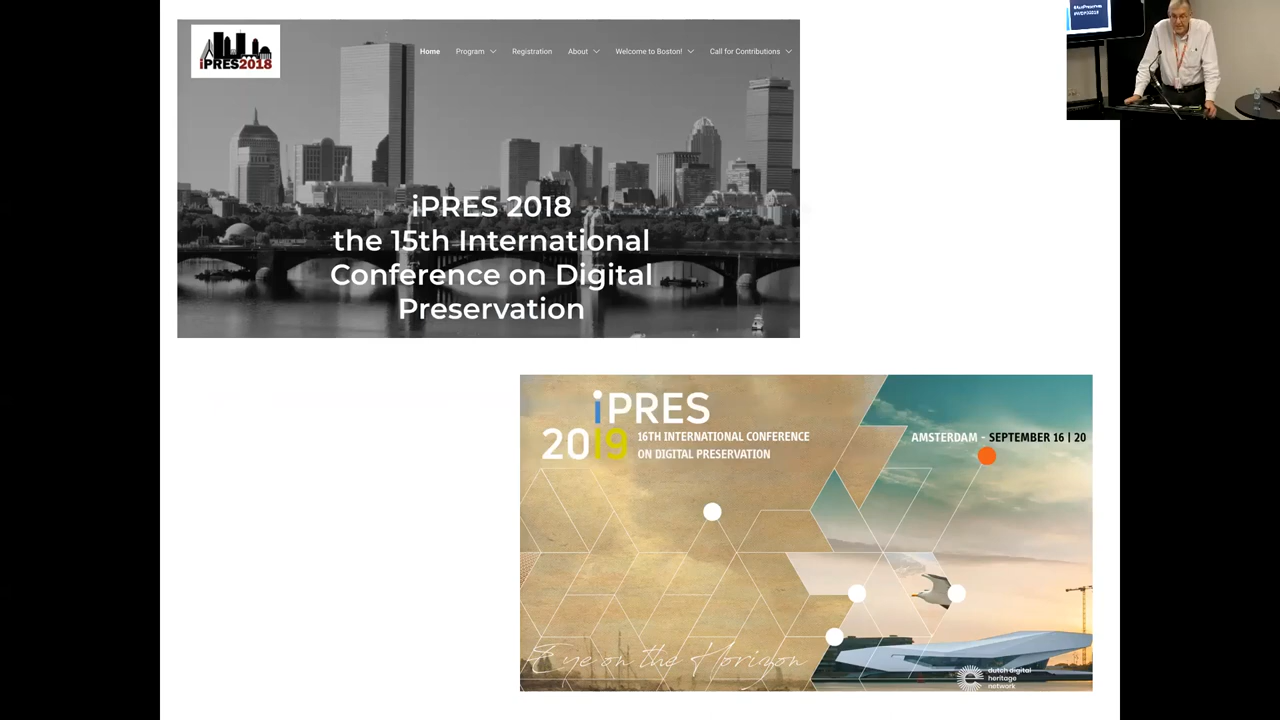 iPRES2018
Home Program Registration About Welcome to Boston! Call for Contributions
iPRES 2018
the 15th International
Conference on Digital
Preservation
iPRES
2019
16TH INTERNATIONAL CONFERENCE
ON DIGITAL PRESERVATION
AMSTERDAM - SEPTEMBER 16 | 20
Eye on the Horizon
dutch digital
heritage
network
#WDPD2018